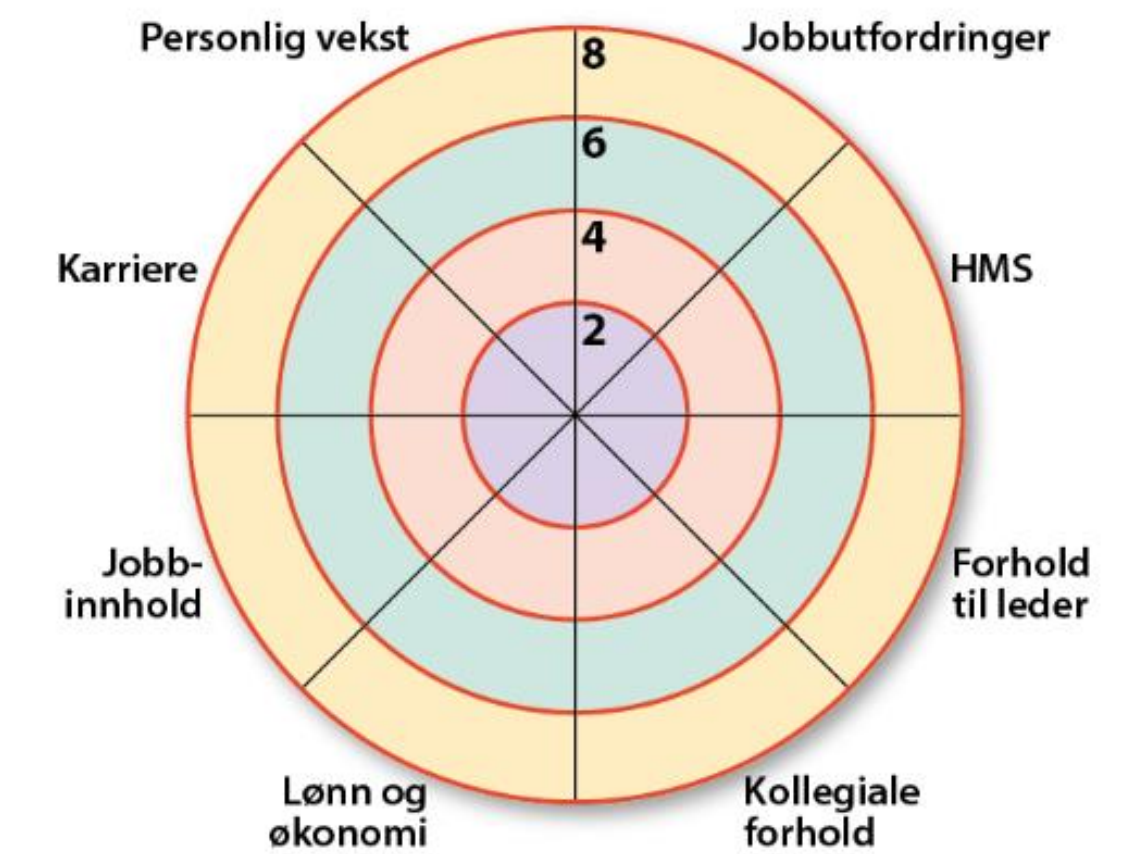 Personlig vekst
Jobbutfordringer
8
6
4
2
Karriere
HMS
Jobb-
innhold
Forhold
til leder
Lønn og
økonomi
Kollegiale
forhold